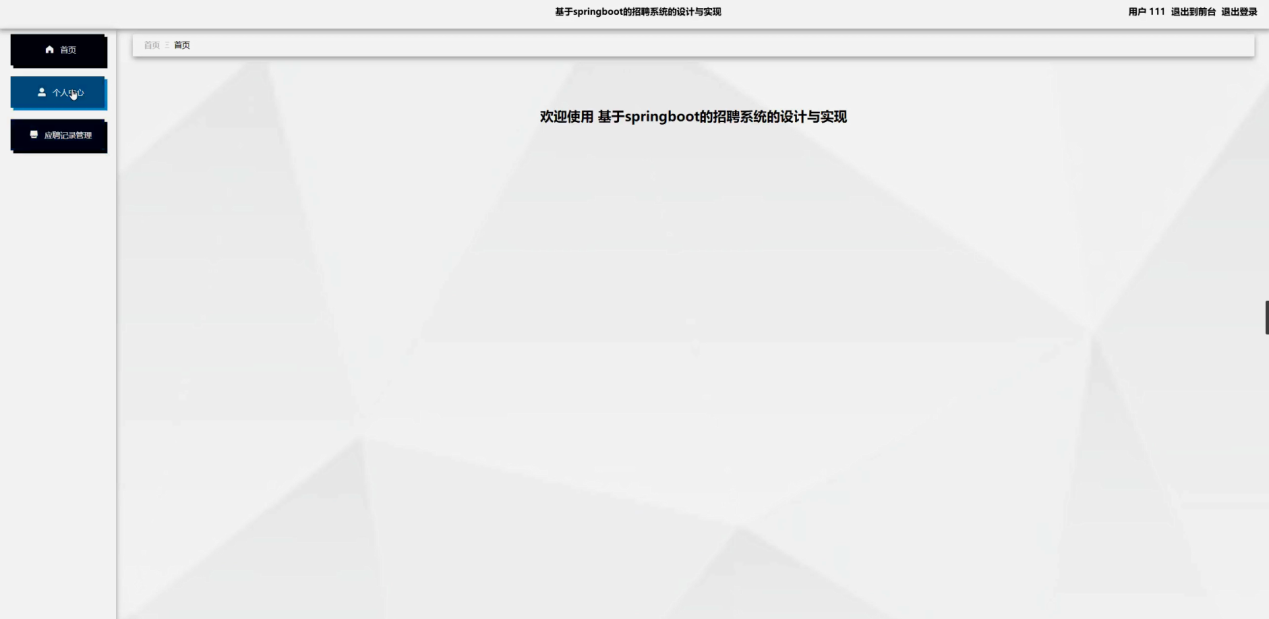 基于springboot的招聘系统的设计与实现
用户 111 退出到前台 退出登录
首页
个人中心
应聘记录管理
首页 首页
欢迎使用 基于springboot的招聘系统的设计与实现